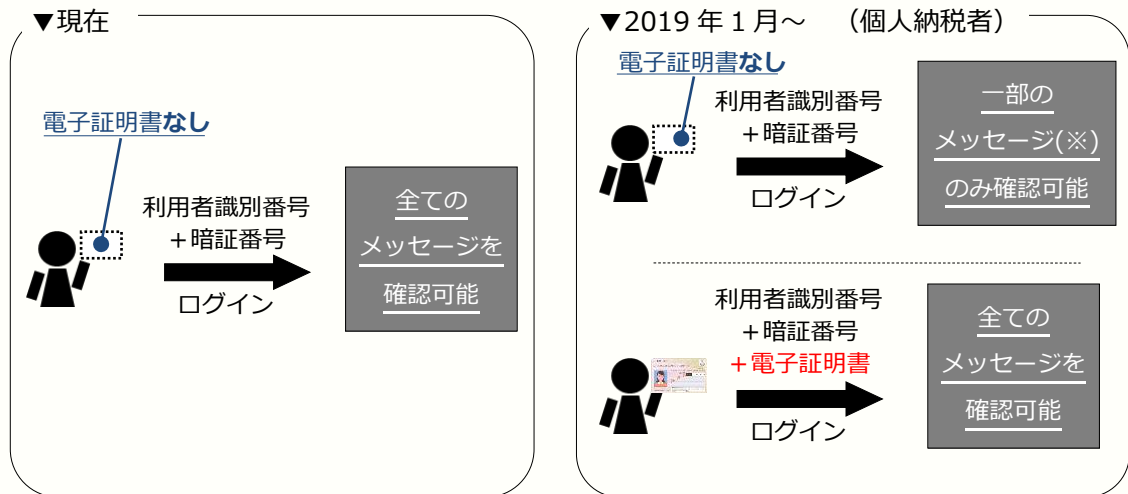 ▼現在
電子証明書なし
利用者識別番号
＋暗証番号
ログイン
全ての
メッセージを
確認可能
▼2019 年 1 月～　（個人納税者）
電子証明書なし
利用者識別番号
＋暗証番号
ログイン
一部の
メッセージ(※)
のみ確認可能
利用者識別番号
＋暗証番号
＋電子証明書
ログイン
全ての
メッセージを
確認可能